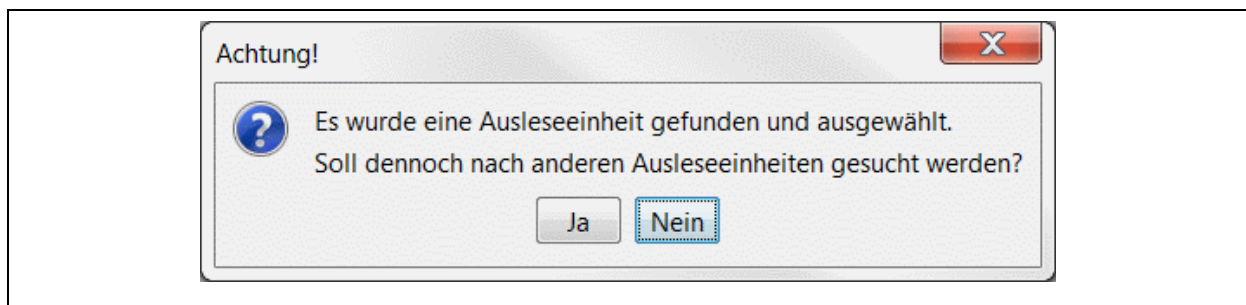 Achtung!
Es wurde eine Ausleseeinheit gefunden und ausgewählt.
Soll dennoch nach anderen Ausleseeinheiten gesucht werden?
Ja Nein